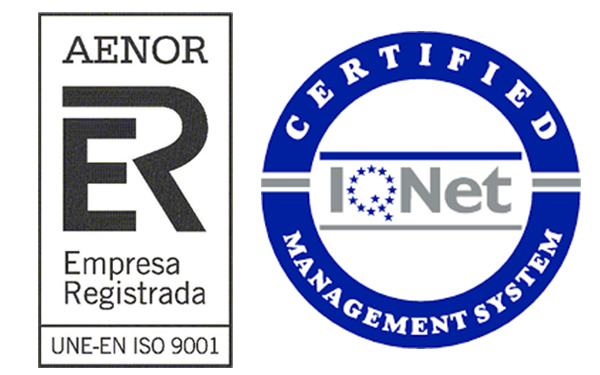 AENOR
ER
Empresa
Registrada
UNE-EN ISO 9001
CERTIFIED
IQNet
MANAGEMENT SYSTEM